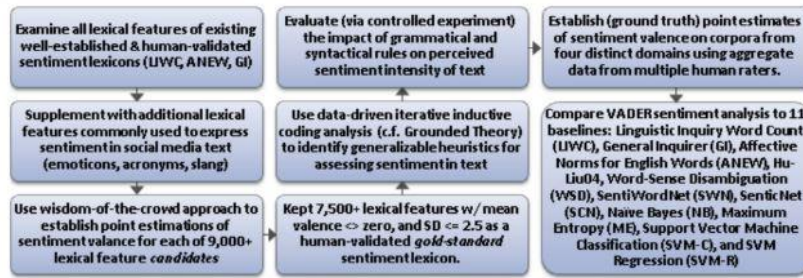 Examine all lexical features of existing
well-established & human-validated
sentiment lexicons (LIWC, ANEW, GI)
Supplement with additional lexical
features commonly used to express
sentiment in social media text
(emoticons, acronyms, slang)
Use wisdom-of-the-crowd approach to
establish point estimations of
sentiment valance for each of 9,000+
lexical feature candidates
Kept 7,500+ lexical features w/ mean
valence <> zero, and SD <= 2.5 as a
human-validated gold-standard
sentiment lexicon.
Use data-driven iterative inductive
coding analysis (c.f. Grounded Theory)
to identify generalizable heuristics for
assessing sentiment in text
Evaluate (via controlled experiment)
the impact of grammatical and
syntactical rules on perceived
sentiment intensity of text
Establish (ground truth) point estimates
of sentiment valence on corpora from
four distinct domains using aggregate
data from multiple human raters.
Compare VADER sentiment analysis to 11
baselines: Linguistic Inquiry Word Count
(LIWC), General Inquirer (GI), Affective
Norms for English Words (ANEW), Hu-
Liu04, Word-Sense Disambiguation
(WSD), SentiWordNet (SWN), SenticNet
(SCN), Naïve Bayes (NB), Maximum
Entropy (ME), Support Vector Machine
Classification (SVM-C), and SVM
Regression (SVM-R)